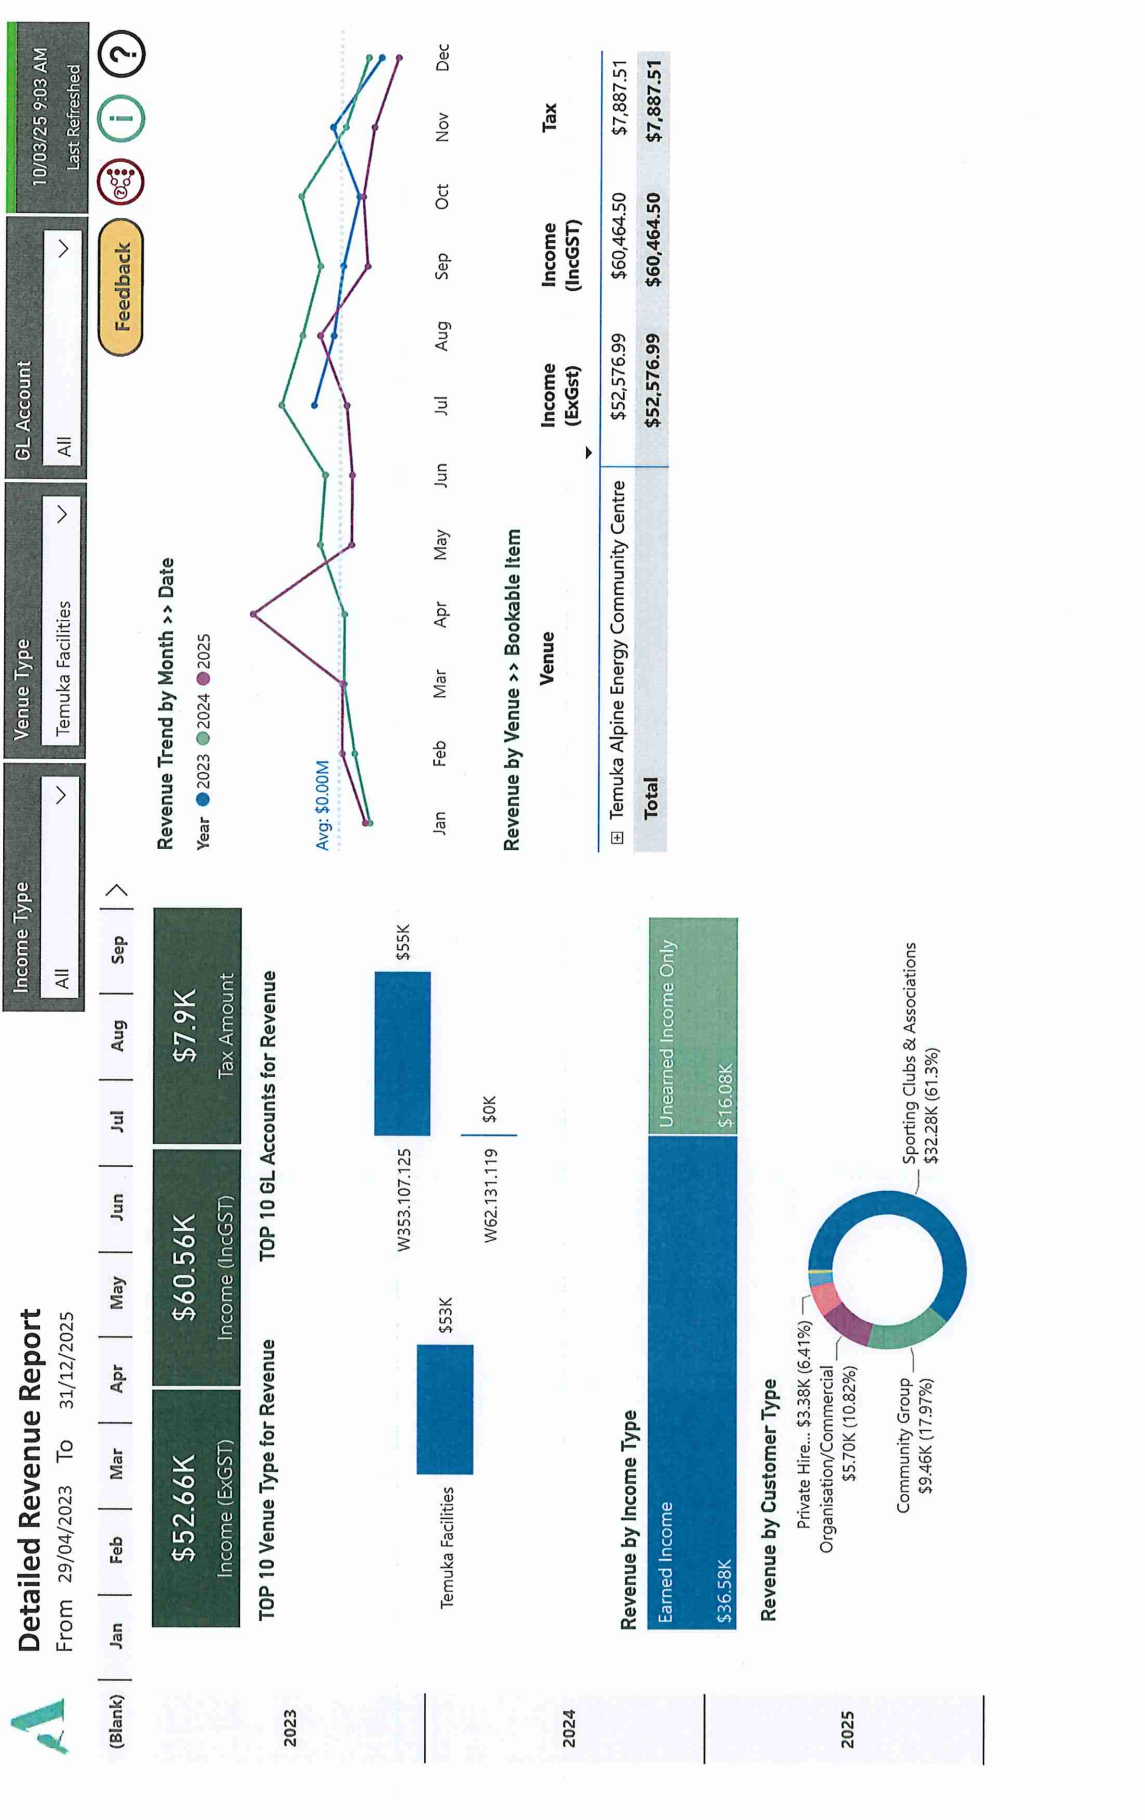 Detailed Revenue Report
From 29/04/2023 To 31/12/2025
Income Type
All
Venue Type
Temuka Facilities
GL Account
All
10/03/25 9:03 AM
Last Refreshed
(Blank) Jan Feb Mar Apr May Jun Jul Aug Sep
Feedback
2023
2024
2025
$52.66K
Income (ExGST)
$60.56K
Income (IncGST)
$7.9K
Tax Amount
TOP 10 Venue Type for Revenue
Temuka Facilities
$53K
TOP 10 GL Accounts for Revenue
W353.107.125
$55K
W62.131.119
$0K
Revenue by Income Type
Earned Income
$36.58K
Unearned Income Only
$16.08K
Revenue by Customer Type
Private Hire... $3.38K (6.41%)
Organisation/Commercial
$5.70K (10.82%)
Community Group
$9.46K (17.97%)
Sporting Clubs & Associations
$32.28K (61.3%)
Revenue Trend by Month >> Date
Year 2023 2024 2025
Avg: $0.00M
Jan Feb Mar Apr May Jun Jul Aug Sep Oct Nov Dec
Revenue by Venue >> Bookable Item
Venue
Income
(ExGst)
Income
(IncGST)
Tax
Temuka Alpine Energy Community Centre $52,576.99 $60,464.50 $7,887.51
Total $52,576.99 $60,464.50 $7,887.51